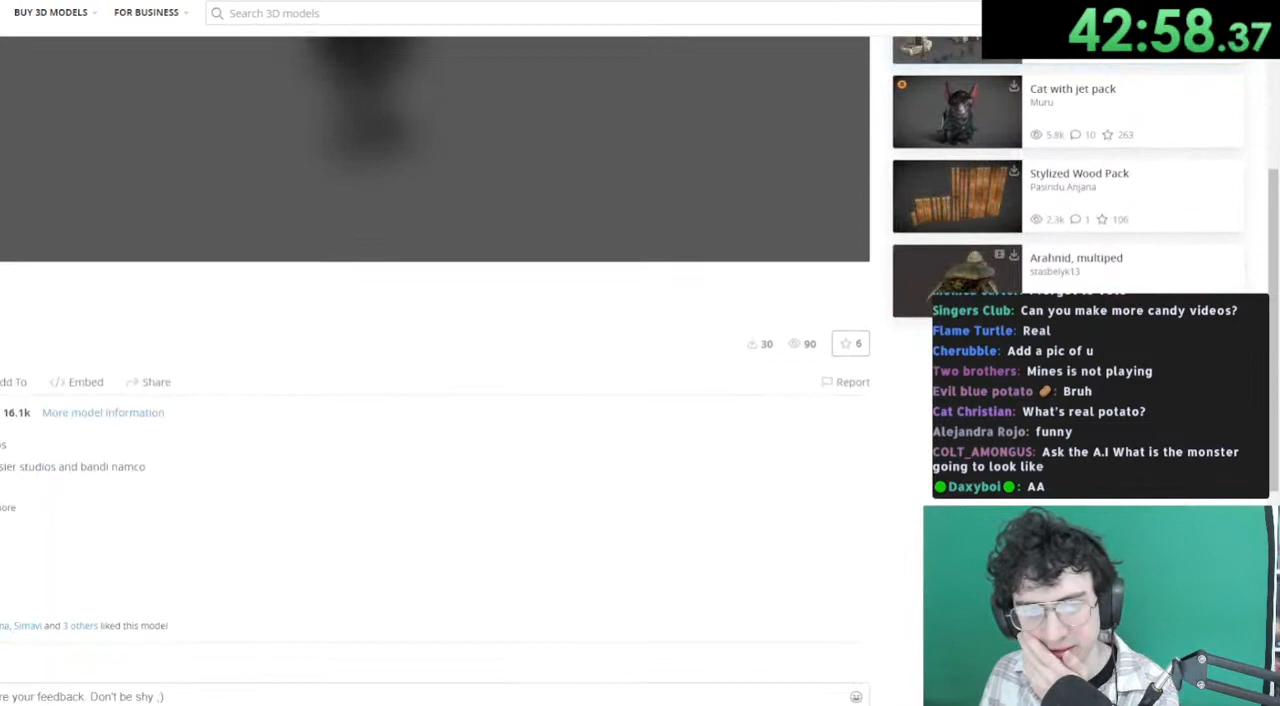 BUY 3D MODELS
FOR BUSINESS
Search 3D models
42:58.37
Cat with jet pack
Muru
5.8k 10 263
Stylized Wood Pack
Pasindu Anjana
2.3k 1 106
Arahnid, multiped
stasbelyk13
Singers Club: Can you make more candy videos?
Flame Turtle: Real
Cherubble: Add a pic of u
Two brothers: Mines is not playing
Evil blue potato 🥔: Bruh
Cat Christian: What's real potato?
Alejandra Rojo: funny
COLT_AMONGUS: Ask the A.I What is the monster
going to look like
🟢Daxyboi🟢: AA
30 90 6
dd To </> Embed Share Report
16.1k More model information
os
sier studios and bandi namco
ore
na, Simavi and 3 others liked this model
re your feedback. Don't be shy ;)